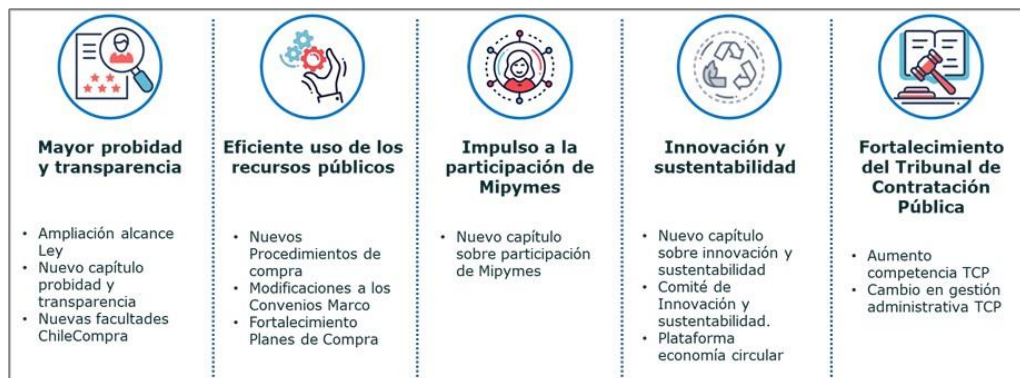 Mayor probidad
y transparencia
• Ampliación alcance
Ley
• Nuevo capítulo
probidad y
transparencia
• Nuevas facultades
ChileCompra
Eficiente uso de los
recursos públicos
• Nuevos
Procedimientos de
compra
• Modificaciones a los
Convenios Marco
• Fortalecimiento
Planes de Compra
Impulso a la
participación de
Mipymes
• Nuevo capítulo
sobre participación
de Mipymes
Innovación y
sustentabilidad
• Nuevo capítulo
sobre innovación y
sustentabilidad
• Comité de
Innovación y
sustentabilidad.
• Plataforma
economía circular
Fortalecimiento
del Tribunal de
Contratación
Pública
• Aumento
competencia TCP
• Cambio en gestión
administrativa TCP